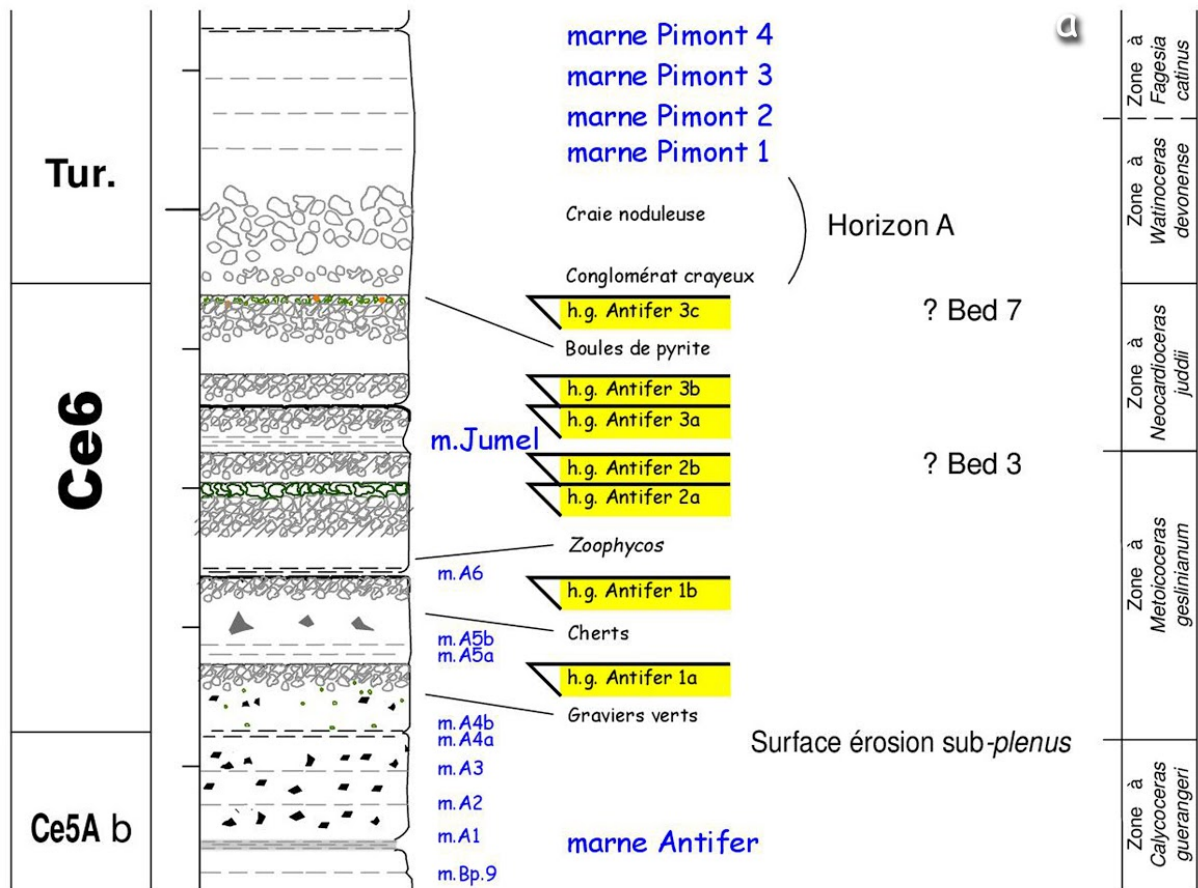 a
Tur.
Ce6
Ce5A b
marne Pimont 4
marne Pimont 3
marne Pimont 2
marne Pimont 1
Craie noduleuse
Horizon A
Conglomérat crayeux
h.g. Antifer 3c
? Bed 7
Boules de pyrite
h.g. Antifer 3b
h.g. Antifer 3a
m.Jumel
h.g. Antifer 2b
? Bed 3
h.g. Antifer 2a
Zoophycos
m.A6
h.g. Antifer 1b
Cherts
m.A5b
m.A5a
h.g. Antifer 1a
Graviers verts
m.A4b
m.A4a
Surface érosion sub-plenus
m.A3
m.A2
m.A1
marne Antifer
m.Bp.9
Zone à
Fagesia
catinus
Zone à
Watinoceras
devonense
Zone à
Neocardioceras
juddii
Zone à
Metoicoceras
geslinianum
Zone à
Calycoceras
guerangeri